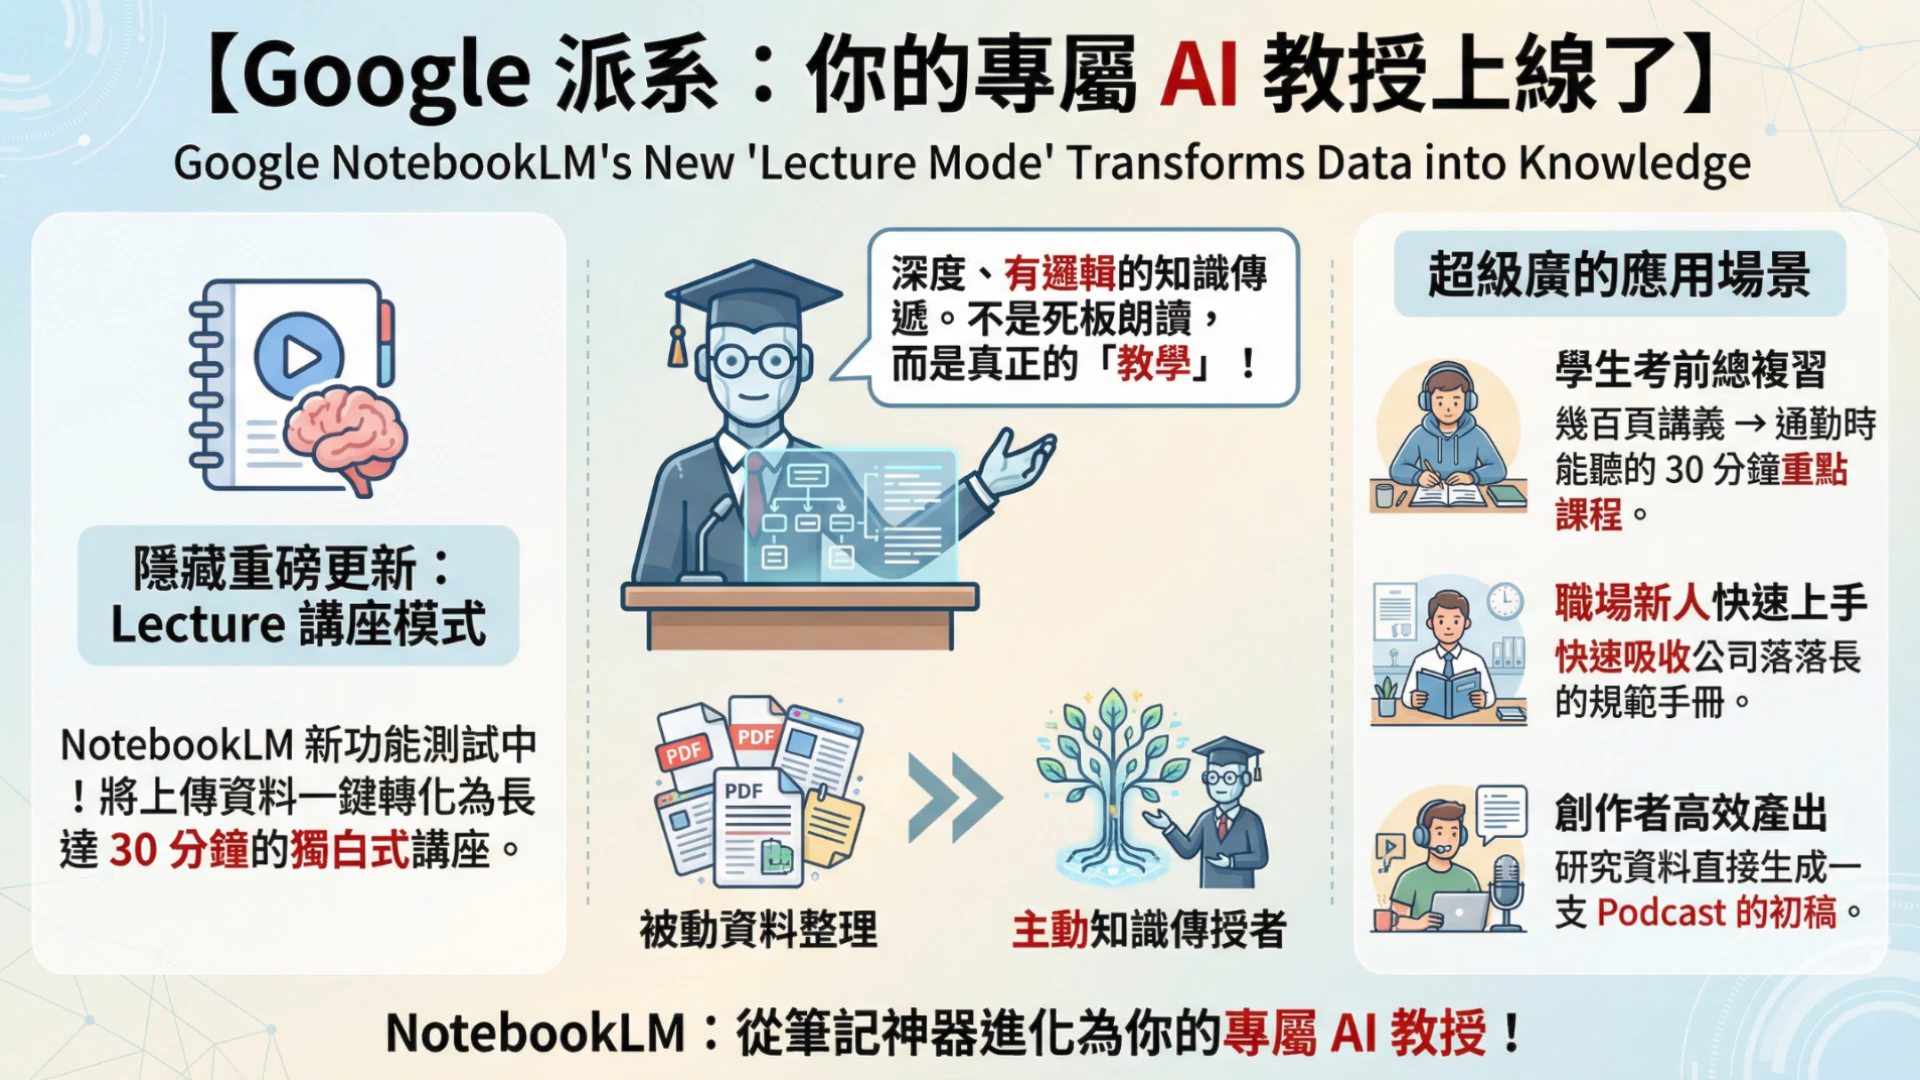 【Google 派系：你的專屬 AI 教授上線了】
Google NotebookLM's New 'Lecture Mode' Transforms Data into Knowledge
隱藏重磅更新：
Lecture 講座模式
NotebookLM 新功能測試中
！將上傳資料一鍵轉化為長
達 30 分鐘的獨白式講座。
深度、有邏輯的知識傳
遞。不是死板朗讀，
而是真正的「教學」！
PDF
PDF
PDF
被動資料整理
主動知識傳授者
超級廣的應用場景
學生考前總複習
幾百頁講義 → 通勤時
能聽的 30 分鐘重點
課程。
職場新人快速上手
快速吸收公司落落長
的規範手冊。
創作者高效產出
研究資料直接生成一
支 Podcast 的初稿。
NotebookLM：從筆記神器進化為你的專屬 AI 教授！